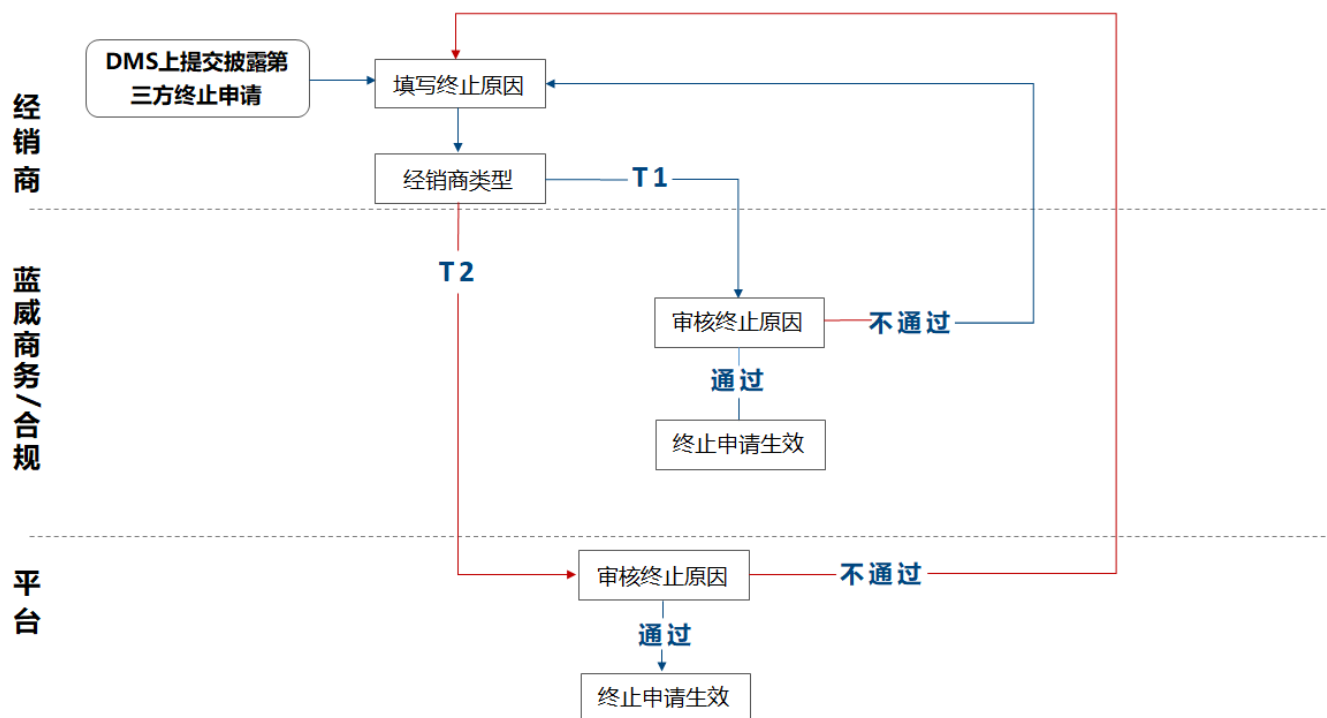 DMS上提交披露第
三方终止申请
填写终止原因
经销商
经销商类型
T1
T2
蓝威商务/合规
审核终止原因
不通过
通过
终止申请生效
平台
审核终止原因
不通过
通过
终止申请生效